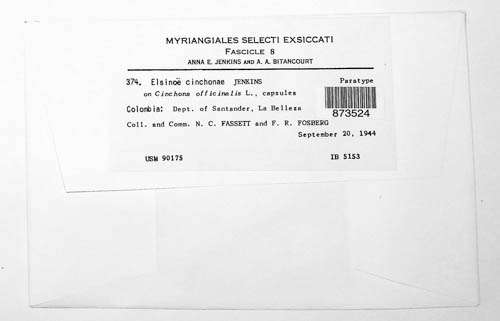 MYRIANGIALES SELECTI EXSICCATI
FASCICLE 8
ANNA E. JENKINS AND A. A. BITANCOURT
374. Elsinoë cinchonae JENKINS Paratype
on Cinchona officinalis L., capsules
Colombia: Dept. of Santander, La Belleza
873524
Coll. and Comm. N. C. FASSETT and F. R. FOSBERG
September 20, 1944
USM 90175 IB 5153